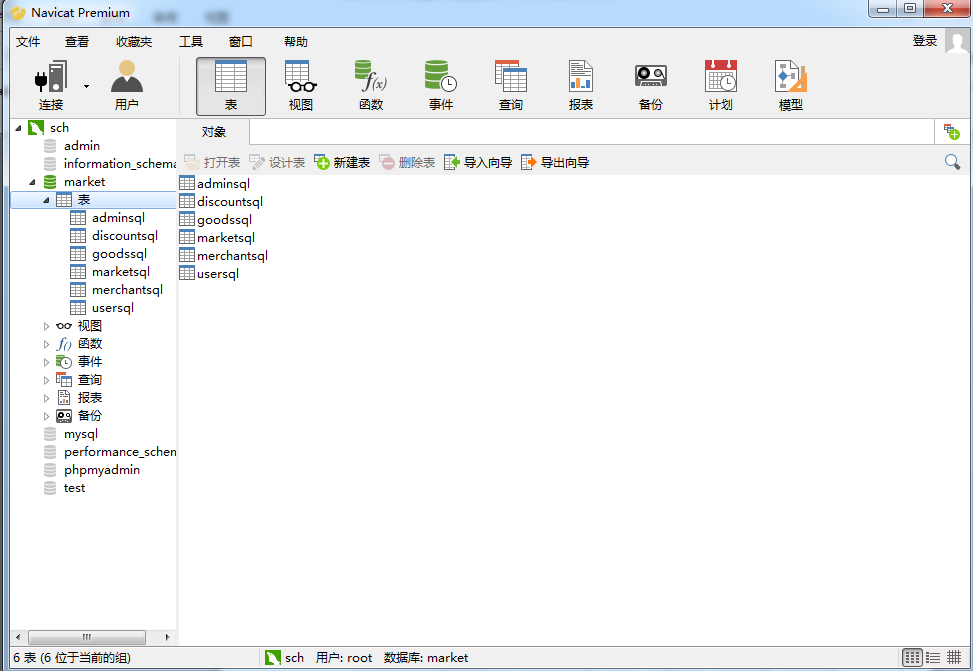 Navicat Premium
文件 查看 收藏夹 工具 窗口 帮助 登录
连接 用户 表 视图 函数 事件 查询 报表 备份 计划 模型
sch
admin
information_schema
market
表
adminsql
discountsql
goodssql
marketsql
merchantsql
usersql
视图
函数
事件
查询
报表
备份
mysql
performance_schem
phpmyadmin
test
对象
打开表 设计表 新建表 删除表 导入向导 导出向导
adminsql
discountsql
goodssql
marketsql
merchantsql
usersql
6 表 (6 位于当前的组) sch 用户: root 数据库: market